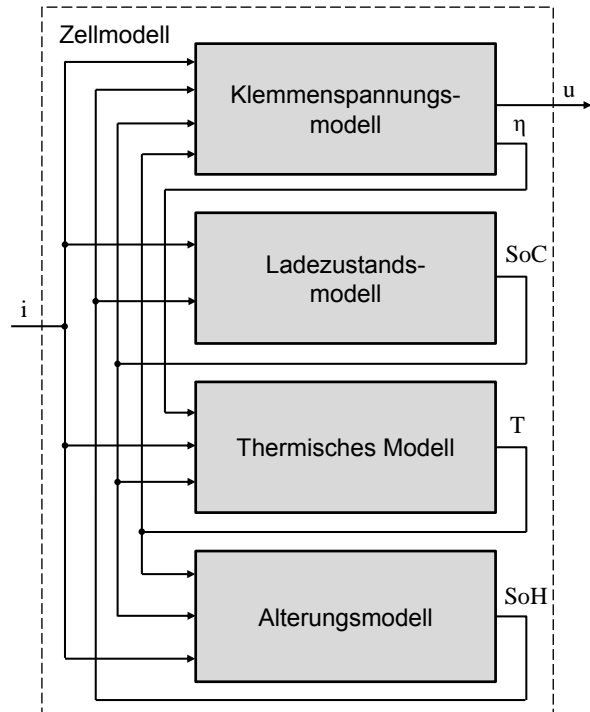 Zellmodell
Klemmenspannungs-
modell
u
η
Ladezustands-
modell
SoC
i
Thermisches Modell
T
Alterungsmodell
SoH